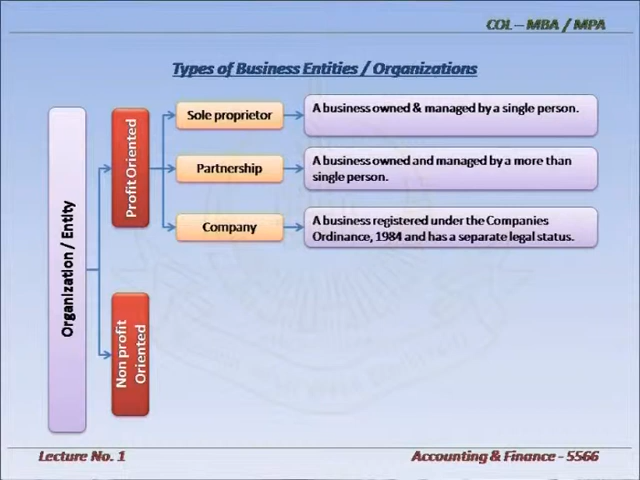 COL – MBA / MPA
Types of Business Entities / Organizations
Organization / Entity
Profit Oriented
Sole proprietor
A business owned & managed by a single person.
Partnership
A business owned and managed by a more than
single person.
Company
A business registered under the Companies
Ordinance, 1984 and has a separate legal status.
Non profit
Oriented
Lecture No. 1
Accounting & Finance - 5566